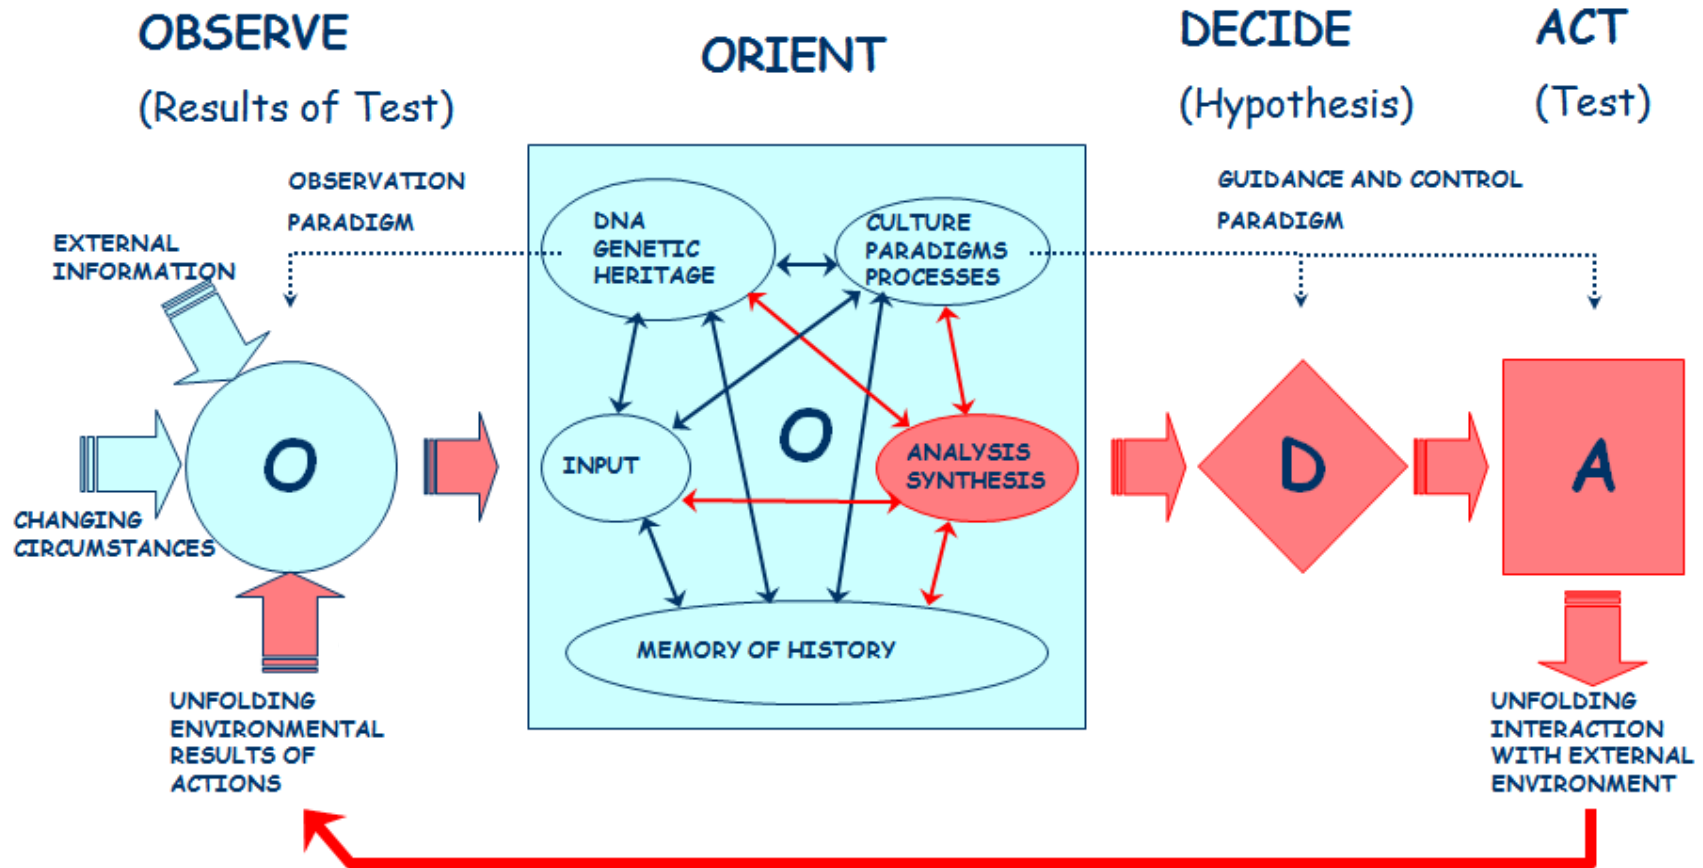 OBSERVE
(Results of Test)
ORIENT
DECIDE
(Hypothesis)
ACT
(Test)
OBSERVATION
PARADIGM
GUIDANCE AND CONTROL
PARADIGM
EXTERNAL
INFORMATION
DNA
GENETIC
HERITAGE
CULTURE
PARADIGMS
PROCESSES
O
CHANGING
CIRCUMSTANCES
INPUT
O
ANALYSIS
SYNTHESIS
D
A
MEMORY OF HISTORY
UNFOLDING
ENVIRONMENTAL
RESULTS OF
ACTIONS
UNFOLDING
INTERACTION
WITH EXTERNAL
ENVIRONMENT